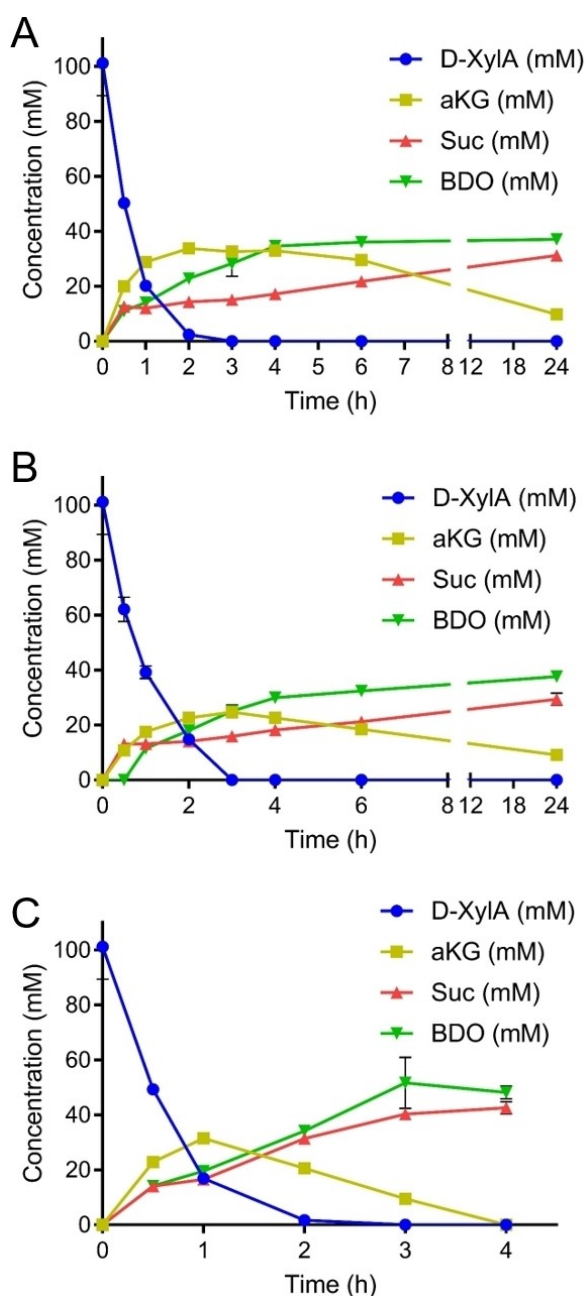 A
Concentration (mM)
100
80
60
40
20
0
D-XylA (mM)
aKG (mM)
Suc (mM)
BDO (mM)
0 1 2 3 4 5 6 7 8 12 18 24
Time (h)
B
Concentration (mM)
100
80
60
40
20
0
D-XylA (mM)
aKG (mM)
Suc (mM)
BDO (mM)
0 2 4 6 8 12 18 24
Time (h)
C
Concentration (mM)
100
80
60
40
20
0
D-XylA (mM)
aKG (mM)
Suc (mM)
BDO (mM)
0 1 2 3 4
Time (h)